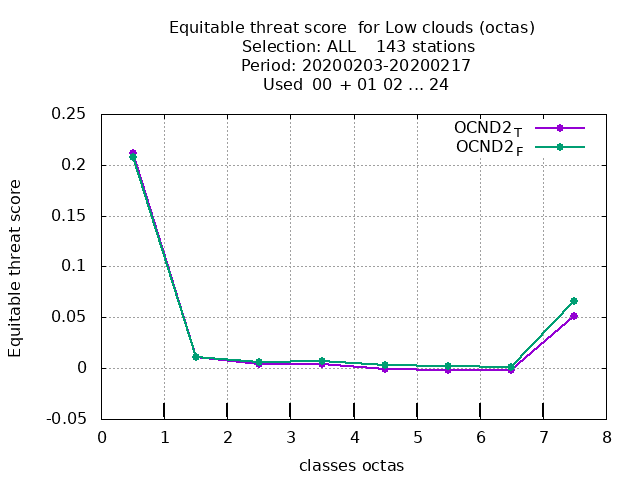 Equitable threat score  for Low clouds (octas)
Selection: ALL    143 stations
Period: 20200203-20200217
Used  00 + 01 02 ... 24
0.25
0.2
0.15
0.1
0.05
0
-0.05
Equitable threat score
OCND2T
OCND2F
0 1 2 3 4 5 6 7 8
classes octas